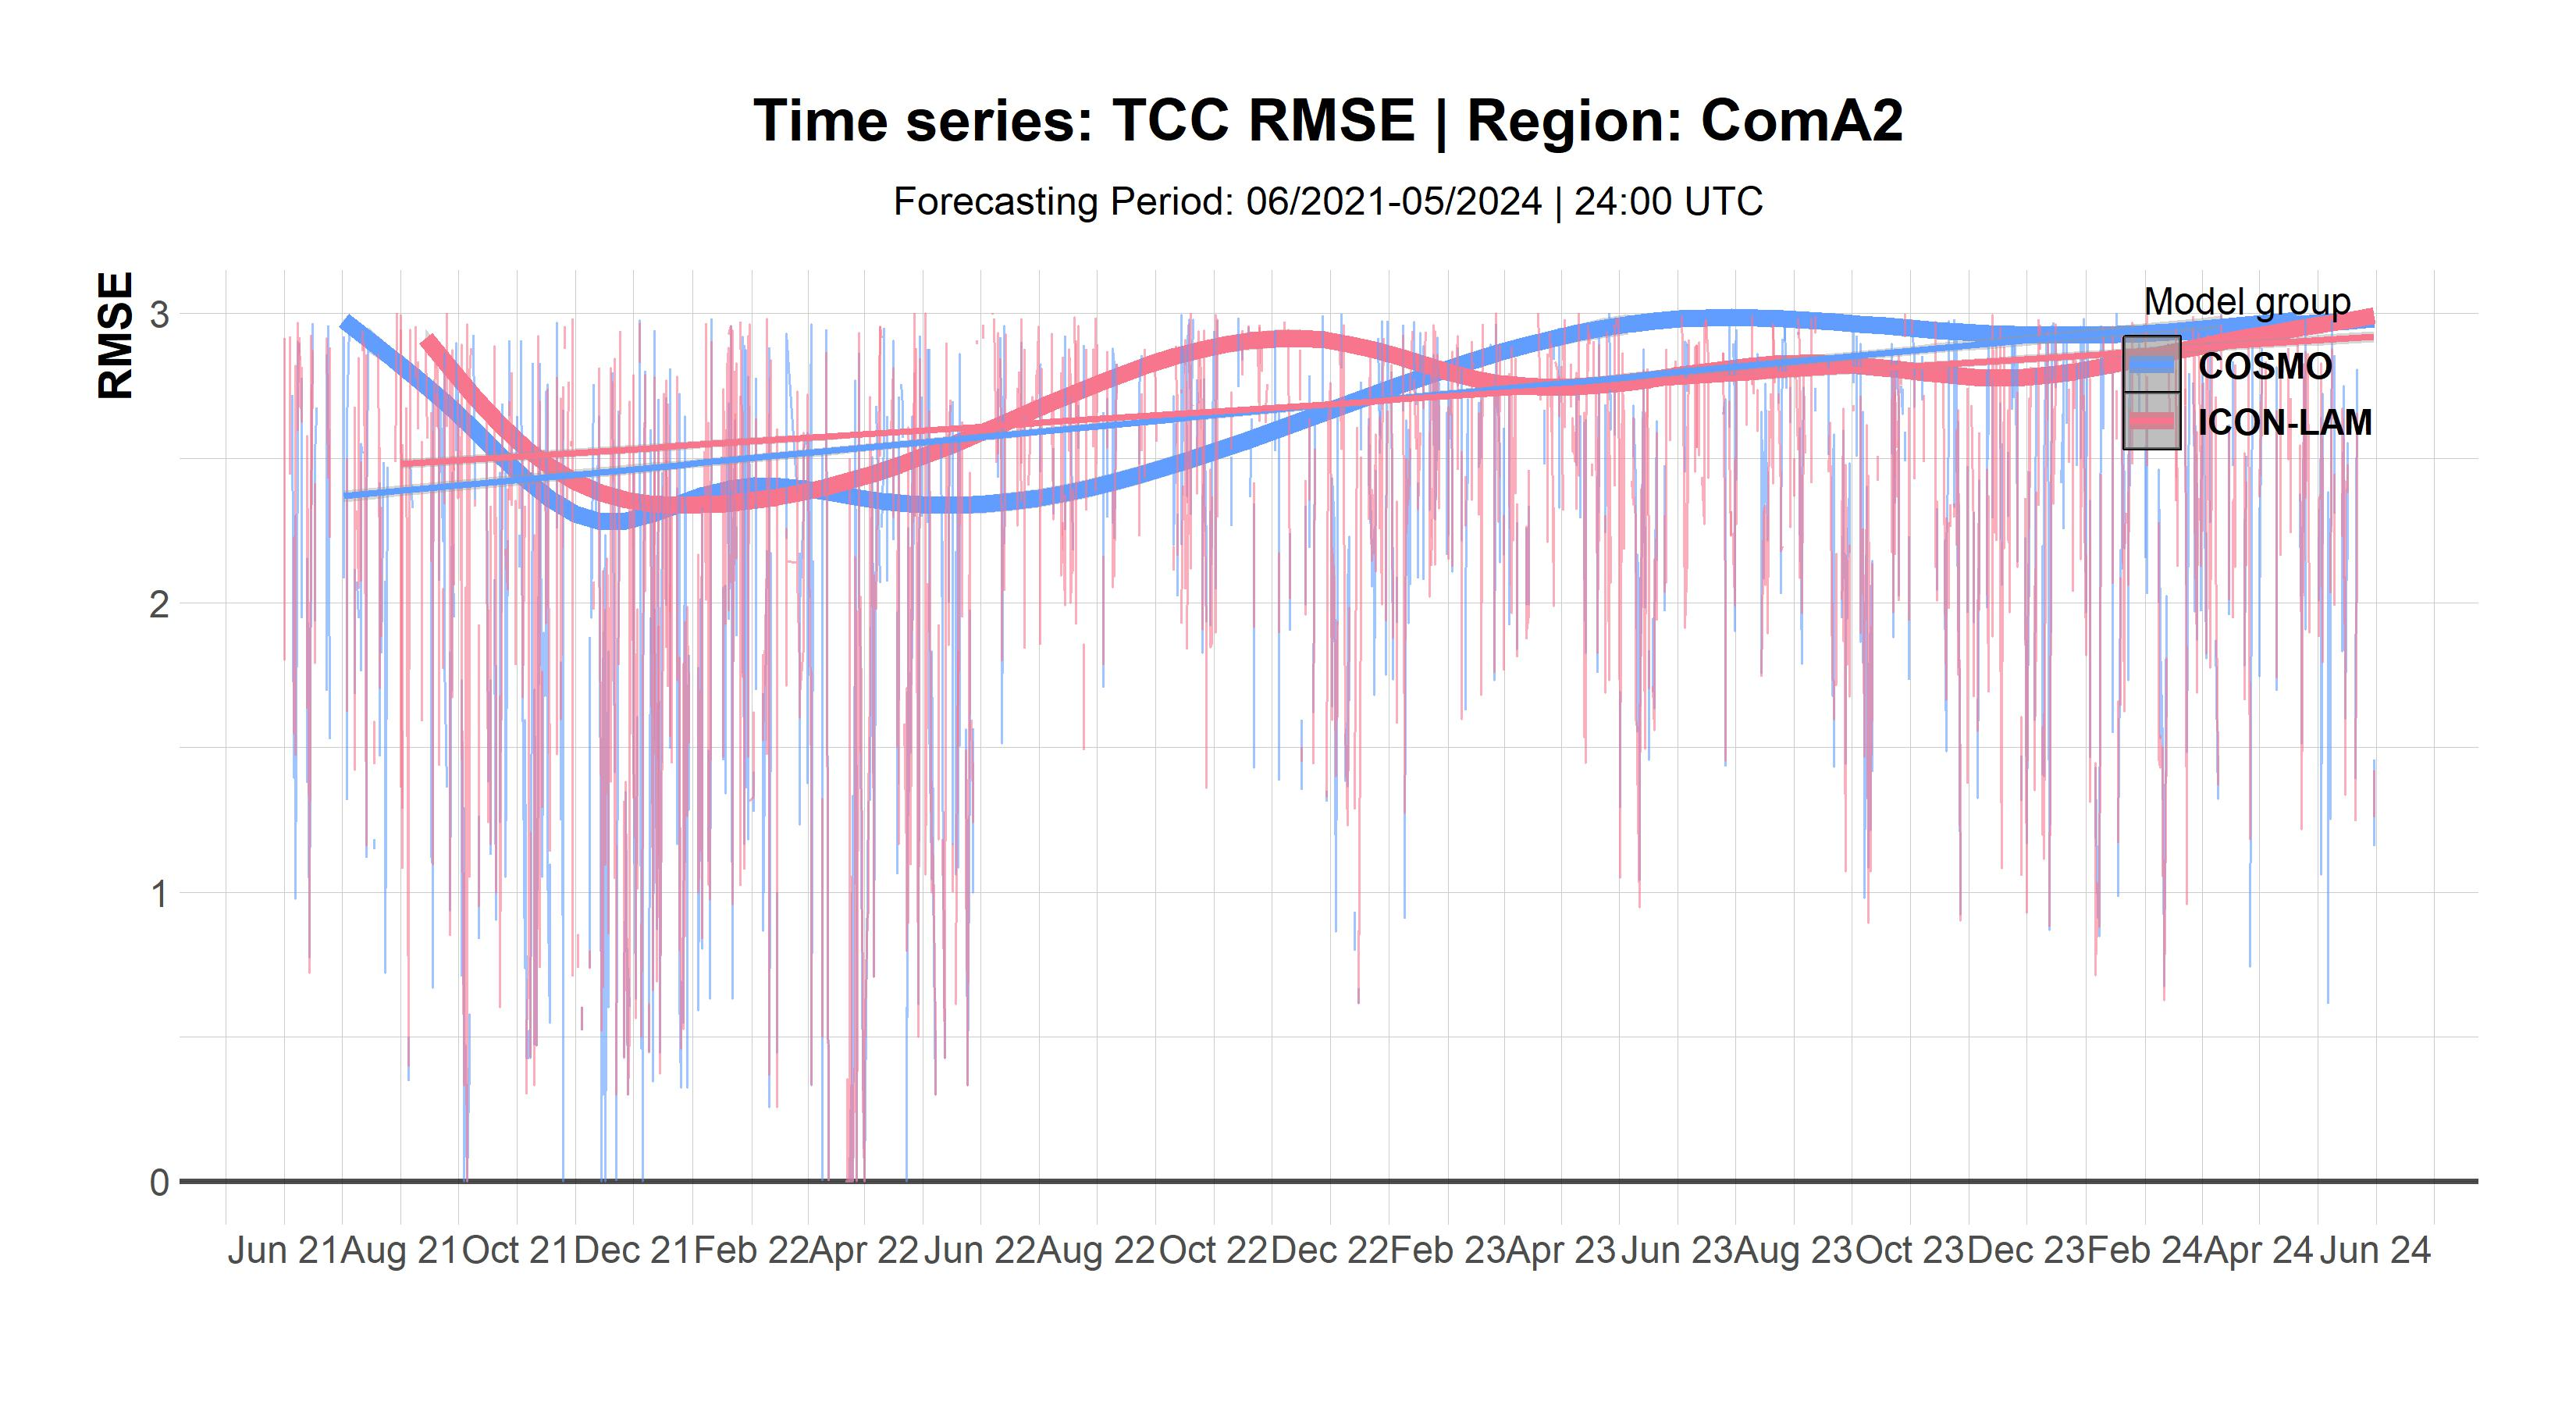 Time series: TCC RMSE | Region: ComA2
Forecasting Period: 06/2021-05/2024 | 24:00 UTC
RMSE
3
2
1
0
Model group
COSMO
ICON-LAM
Jun 21 Aug 21 Oct 21 Dec 21 Feb 22 Apr 22 Jun 22 Aug 22 Oct 22 Dec 22 Feb 23 Apr 23 Jun 23 Aug 23 Oct 23 Dec 23 Feb 24 Apr 24 Jun 24